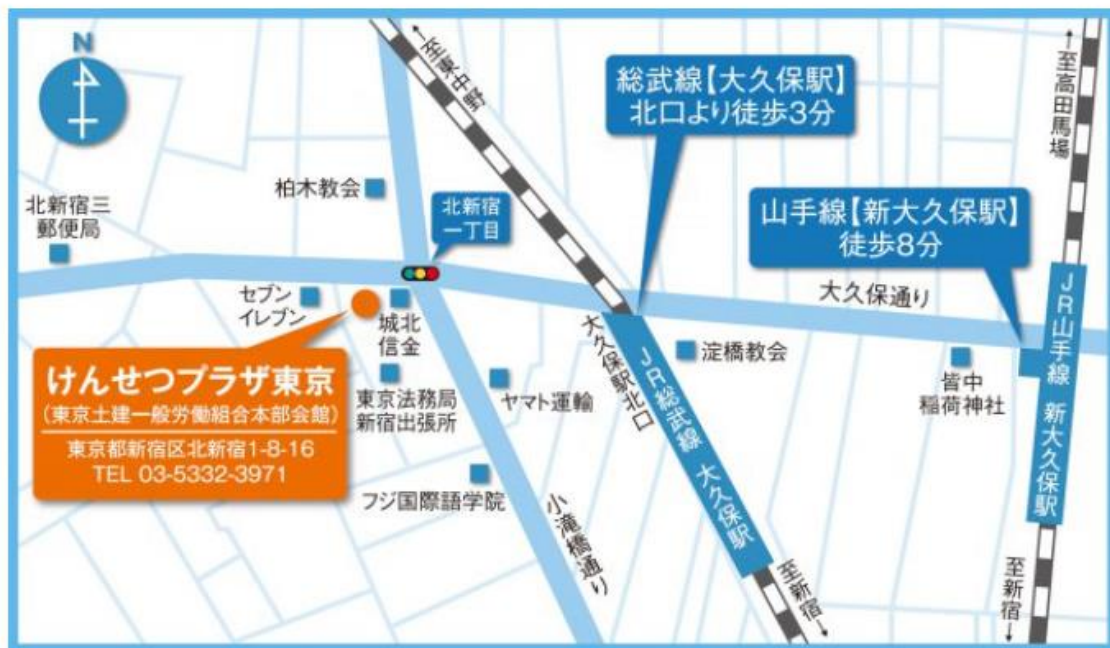 N
↑至東中野
総武線【大久保駅】
北口より徒歩3分
↑至高田馬場
柏木教会
北新宿三
郵便局
北新宿
一丁目
山手線【新大久保駅】
徒歩8分
セブン
イレブン
城北
信金
大久保通り
けんせつプラザ東京
(東京土建一般労働組合本部会館)
東京都新宿区北新宿1-8-16
TEL 03-5332-3971
東京法務局
新宿出張所
ヤマト運輸
大久保駅北口
JR総武線 大久保駅
淀橋教会
皆中
稲荷神社
JR山手線 新大久保駅
フジ国際語学院
小滝橋通り
至新宿↓
至新宿↓